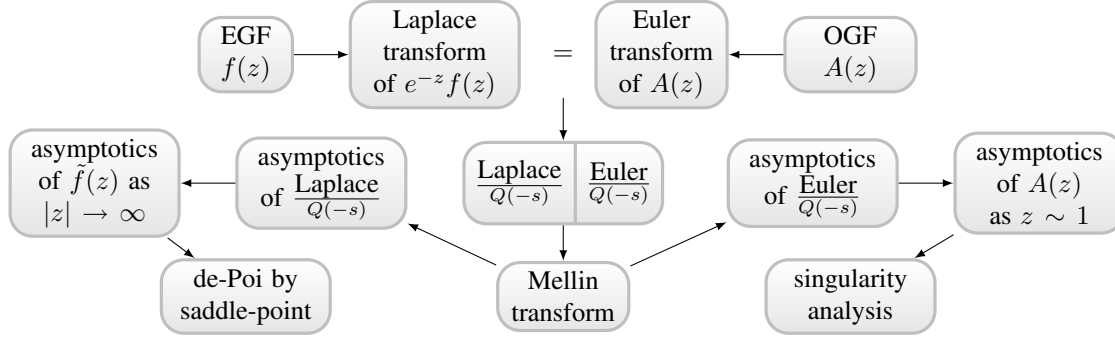 EGF
f(z)
Laplace
transform
of e^{-z} f(z)
=
Euler
transform
of A(z)
OGF
A(z)
asymptotics
of f̃(z) as
|z| → ∞
asymptotics
of Laplace/Q(−s)
Laplace/Q(−s)
Euler/Q(−s)
asymptotics
of Euler/Q(−s)
asymptotics
of A(z)
as z ∼ 1
de-Poi by
saddle-point
Mellin
transform
singularity
analysis